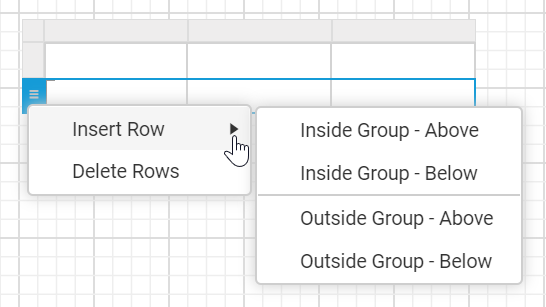 Insert Row
Delete Rows
Inside Group - Above
Inside Group - Below
Outside Group - Above
Outside Group - Below